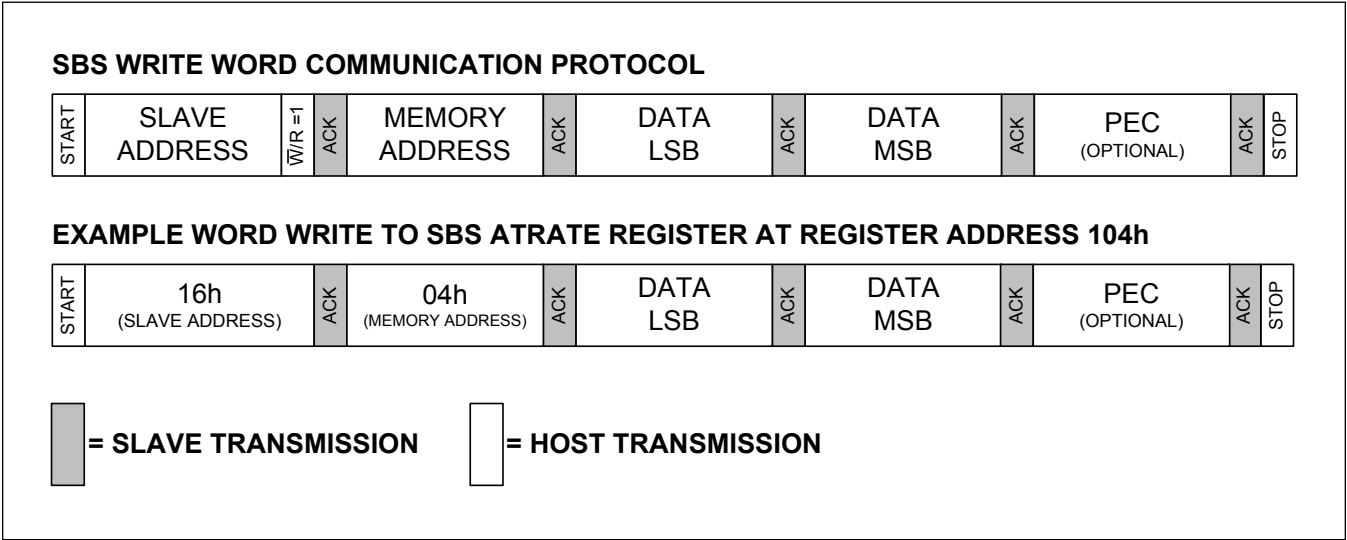 SBS WRITE WORD COMMUNICATION PROTOCOL
START
SLAVE
ADDRESS
W̅/R =1
ACK
MEMORY
ADDRESS
ACK
DATA
LSB
ACK
DATA
MSB
ACK
PEC
(OPTIONAL)
ACK
STOP
EXAMPLE WORD WRITE TO SBS ATRATE REGISTER AT REGISTER ADDRESS 104h
START
16h
(SLAVE ADDRESS)
ACK
04h
(MEMORY ADDRESS)
ACK
DATA
LSB
ACK
DATA
MSB
ACK
PEC
(OPTIONAL)
ACK
STOP
= SLAVE TRANSMISSION
= HOST TRANSMISSION